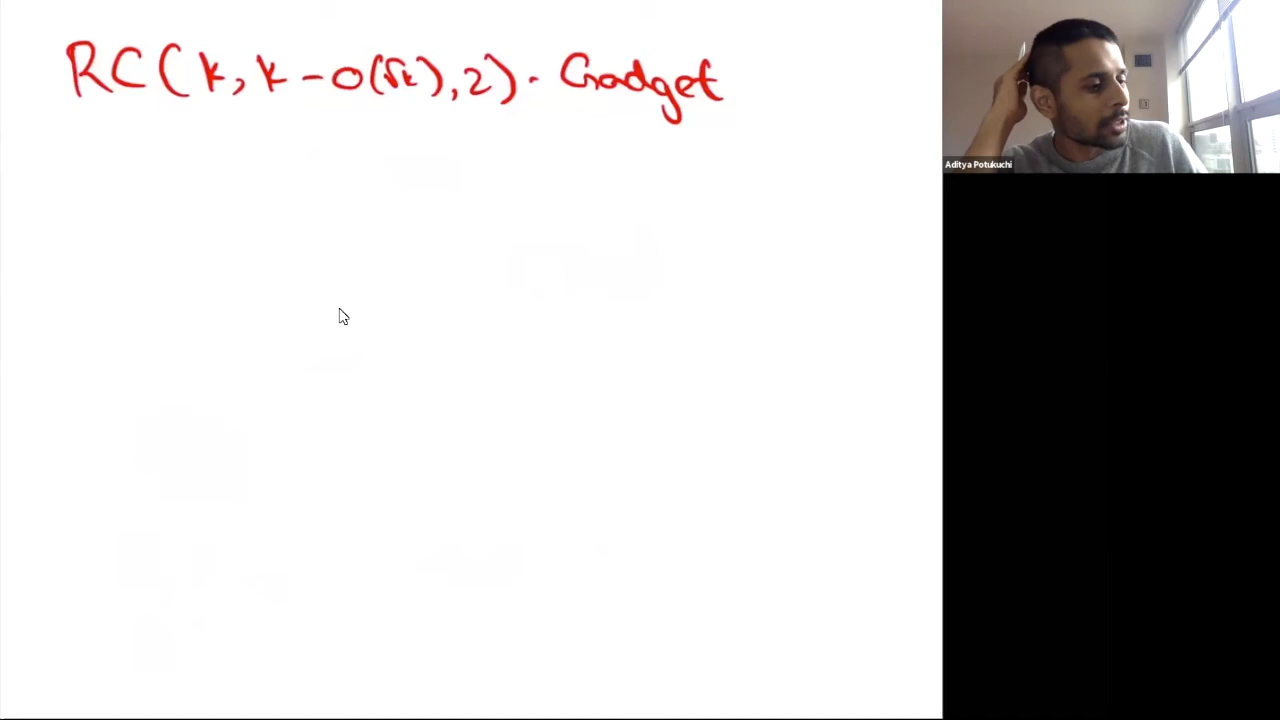 RC(k, k - O(√k), 2) - Gadget
Aditya Potukuchi